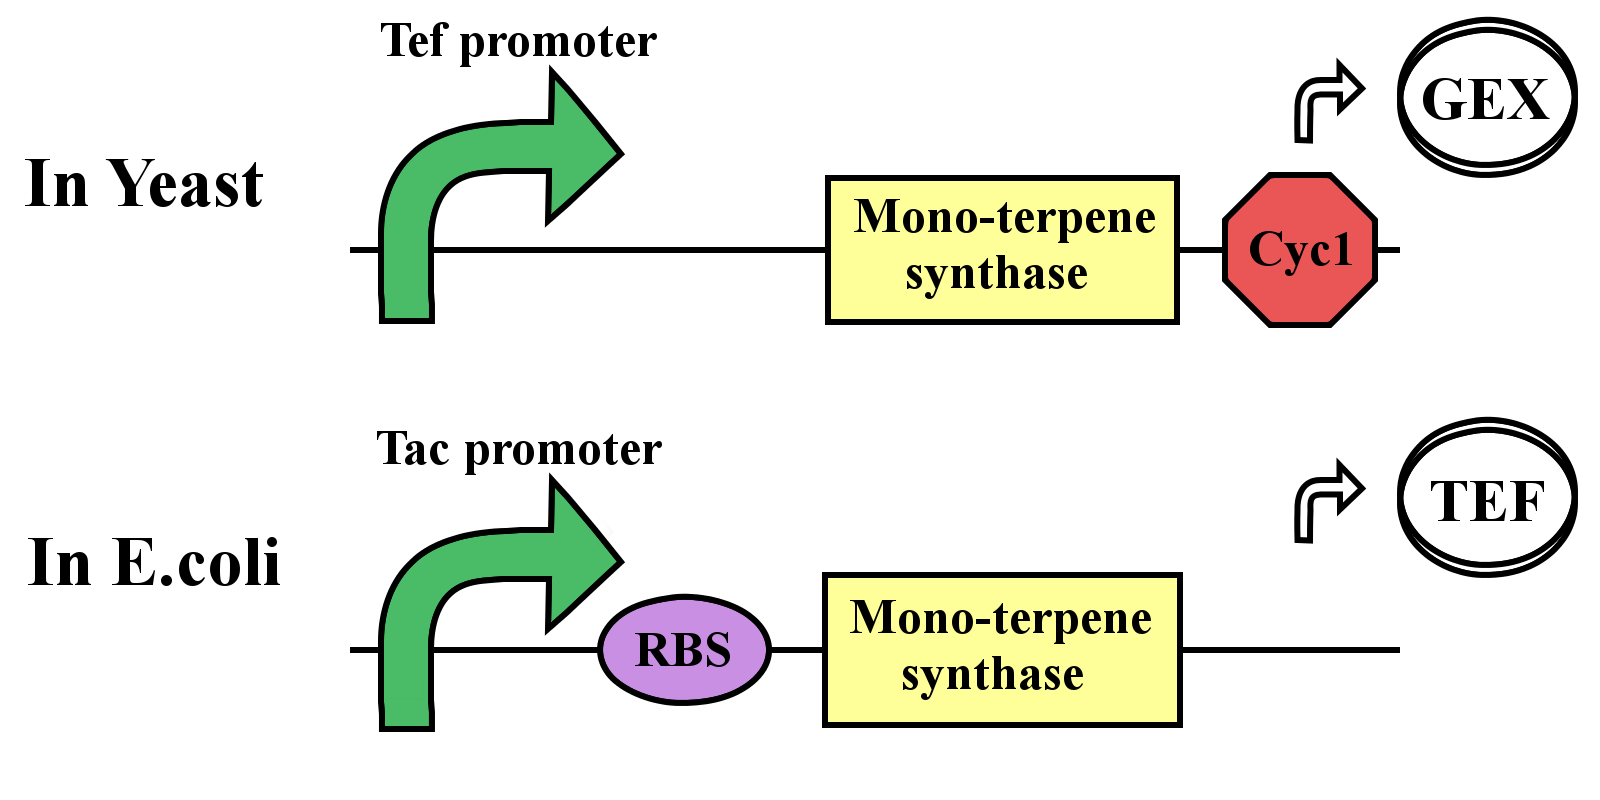 Tef promoter
GEX
In Yeast
Mono-terpene
synthase
Cyc1
Tac promoter
TEF
In E.coli
RBS
Mono-terpene
synthase